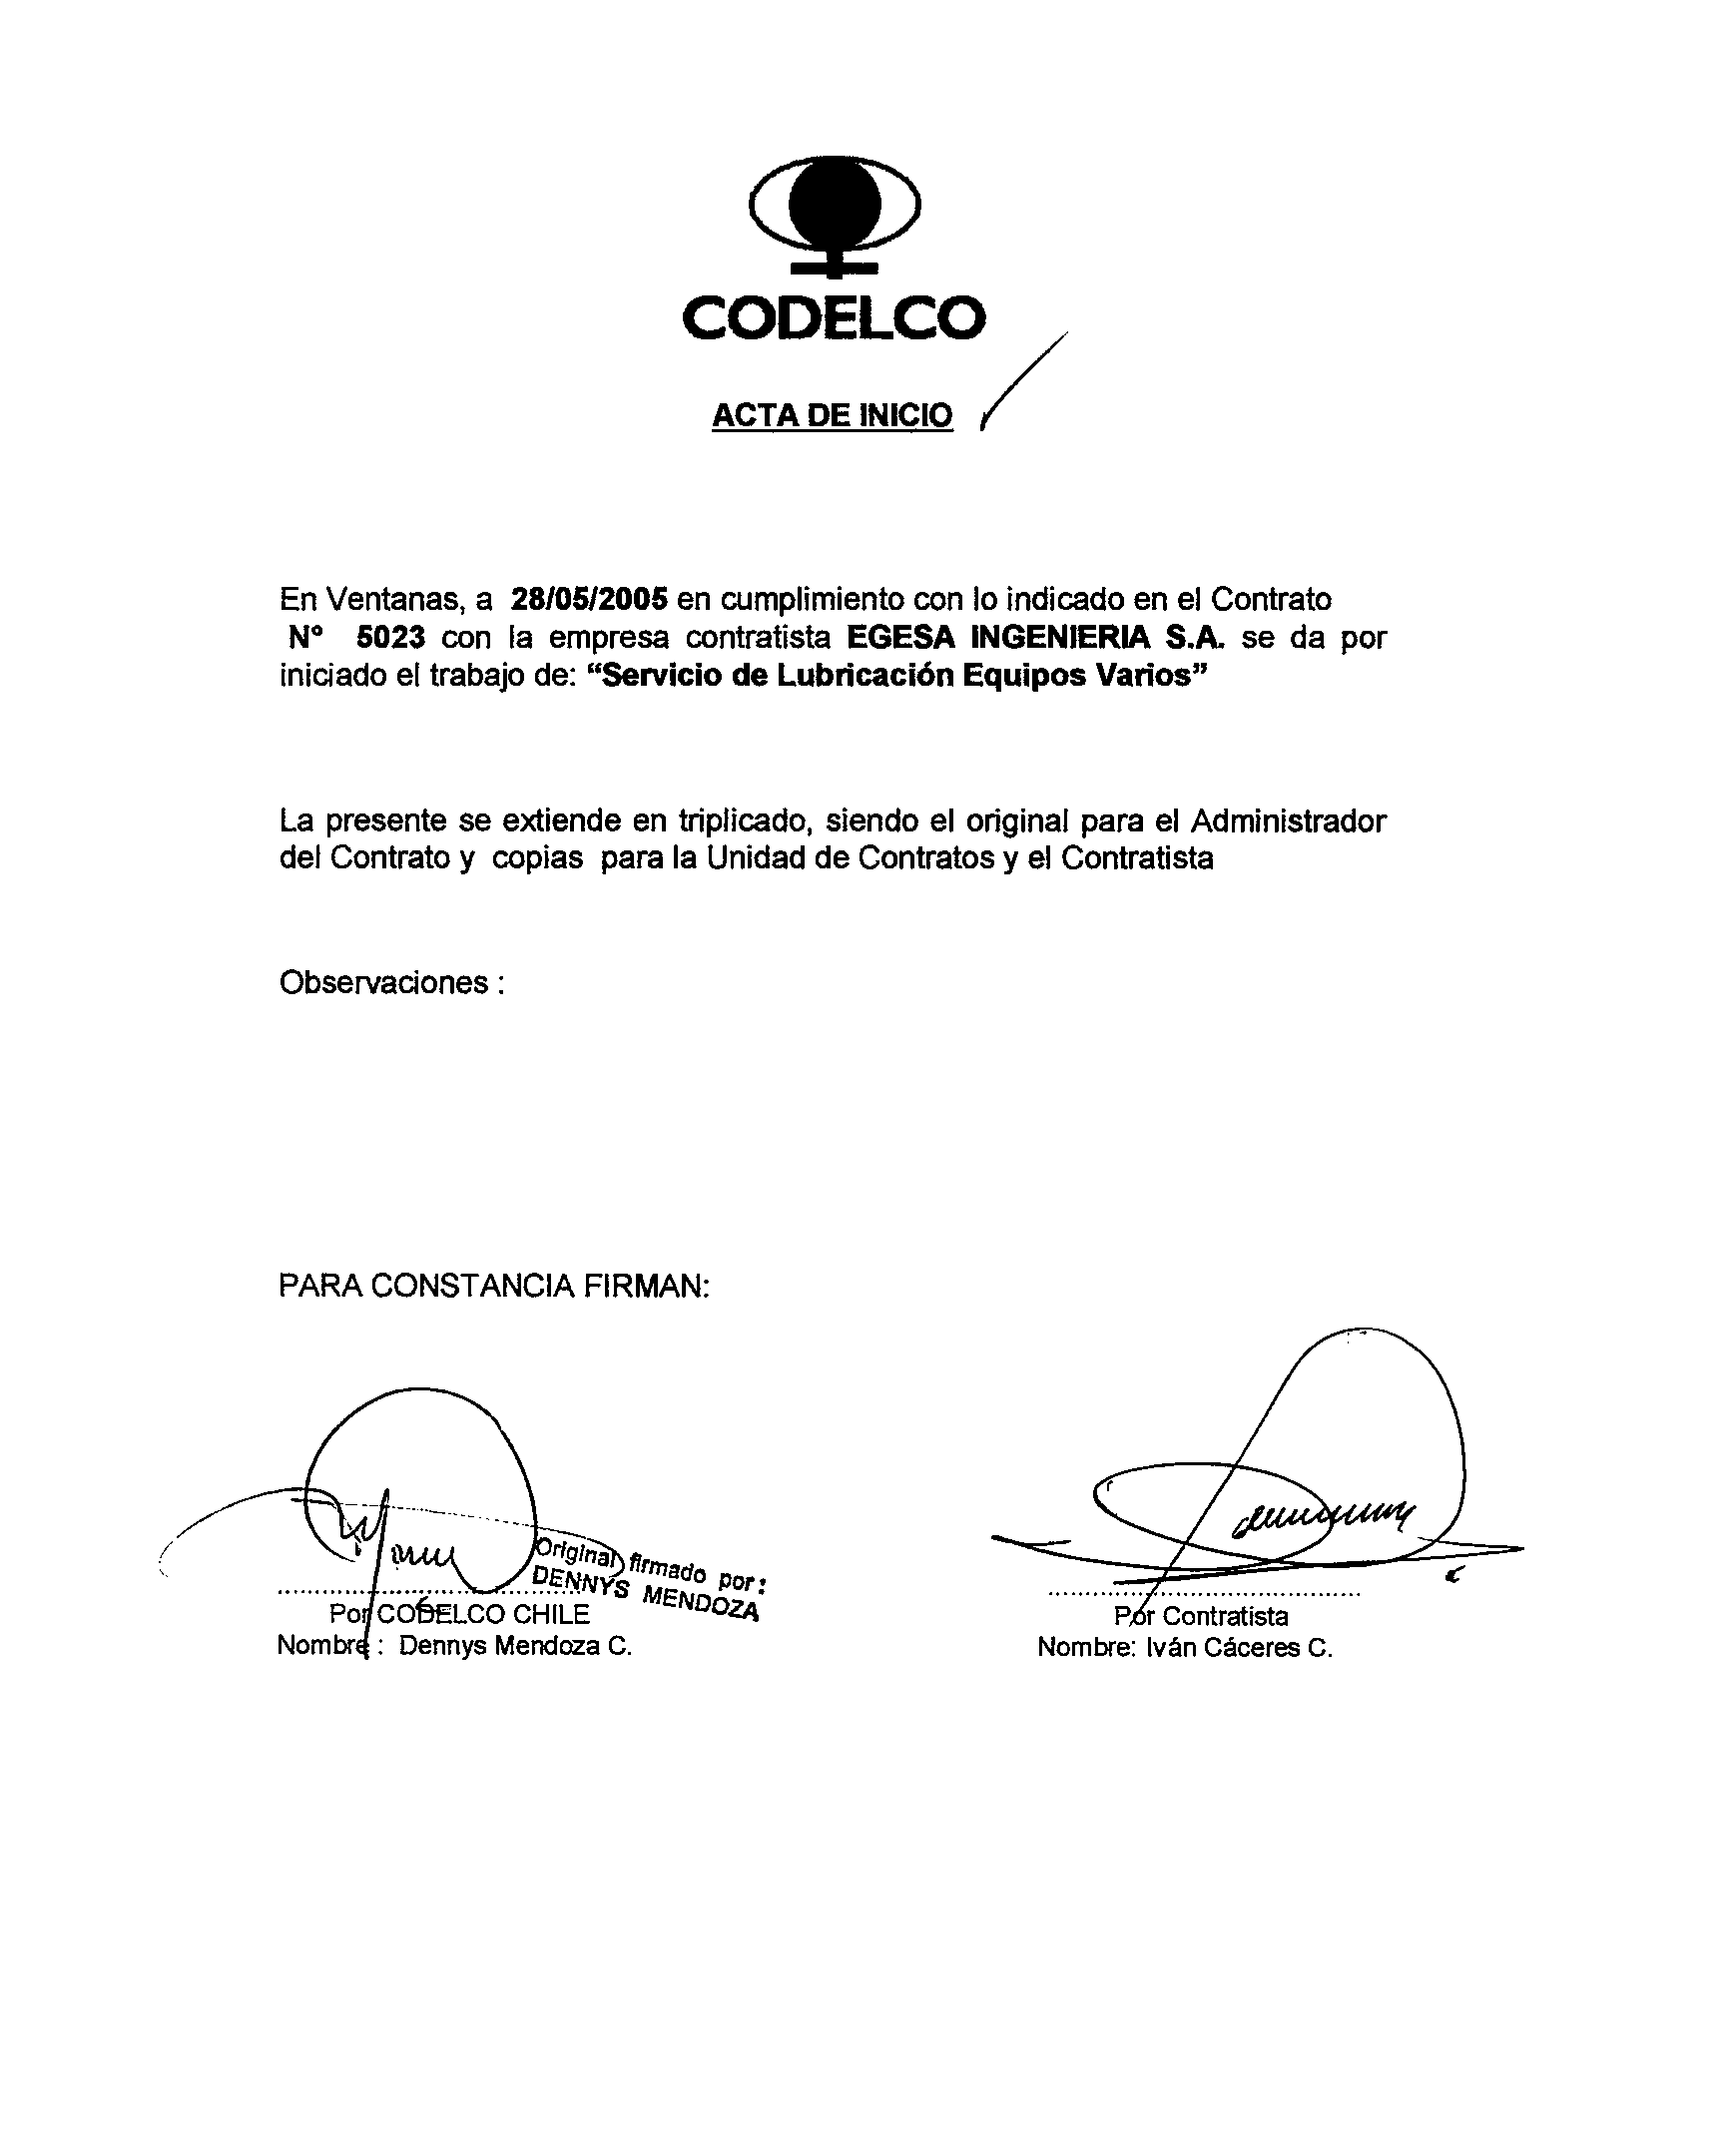 CODELCO
ACTA DE INICIO
En Ventanas, a 28/05/2005 en cumplimiento con lo indicado en el Contrato
Nº 5023 con la empresa contratista EGESA INGENIERIA S.A. se da por
iniciado el trabajo de: “Servicio de Lubricación Equipos Varios”
La presente se extiende en triplicado, siendo el original para el Administrador
del Contrato y copias para la Unidad de Contratos y el Contratista
Observaciones :
PARA CONSTANCIA FIRMAN:
Original firmado por:
DENNYS MENDOZA
Por CODELCO CHILE
Nombre : Dennys Mendoza C.
Por Contratista
Nombre: Iván Cáceres C.